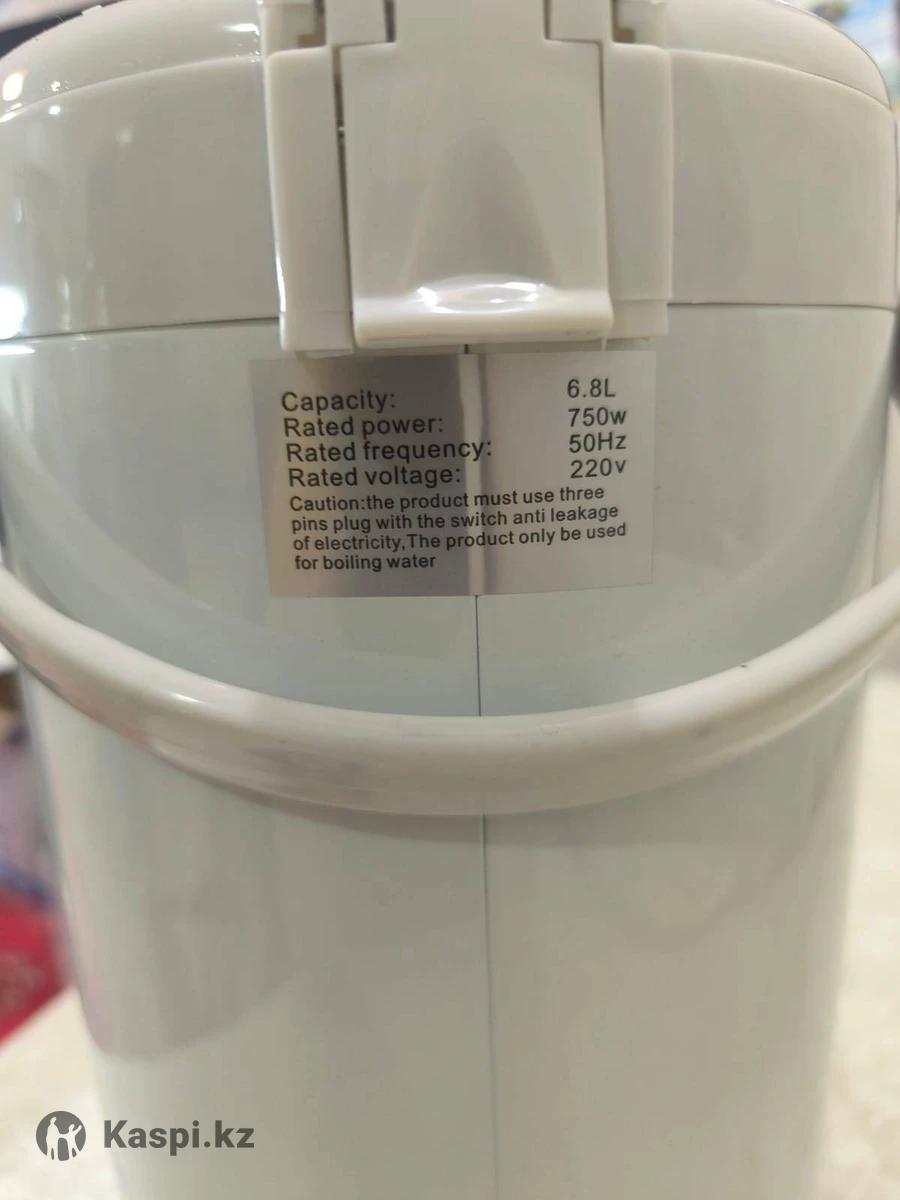 Capacity: 6.8L
Rated power: 750w
Rated frequency: 50Hz
Rated voltage: 220v
Caution:the product must use three
pins plug with the switch anti leakage
of electricity,The product only be used
for boiling water
Kaspi.kz